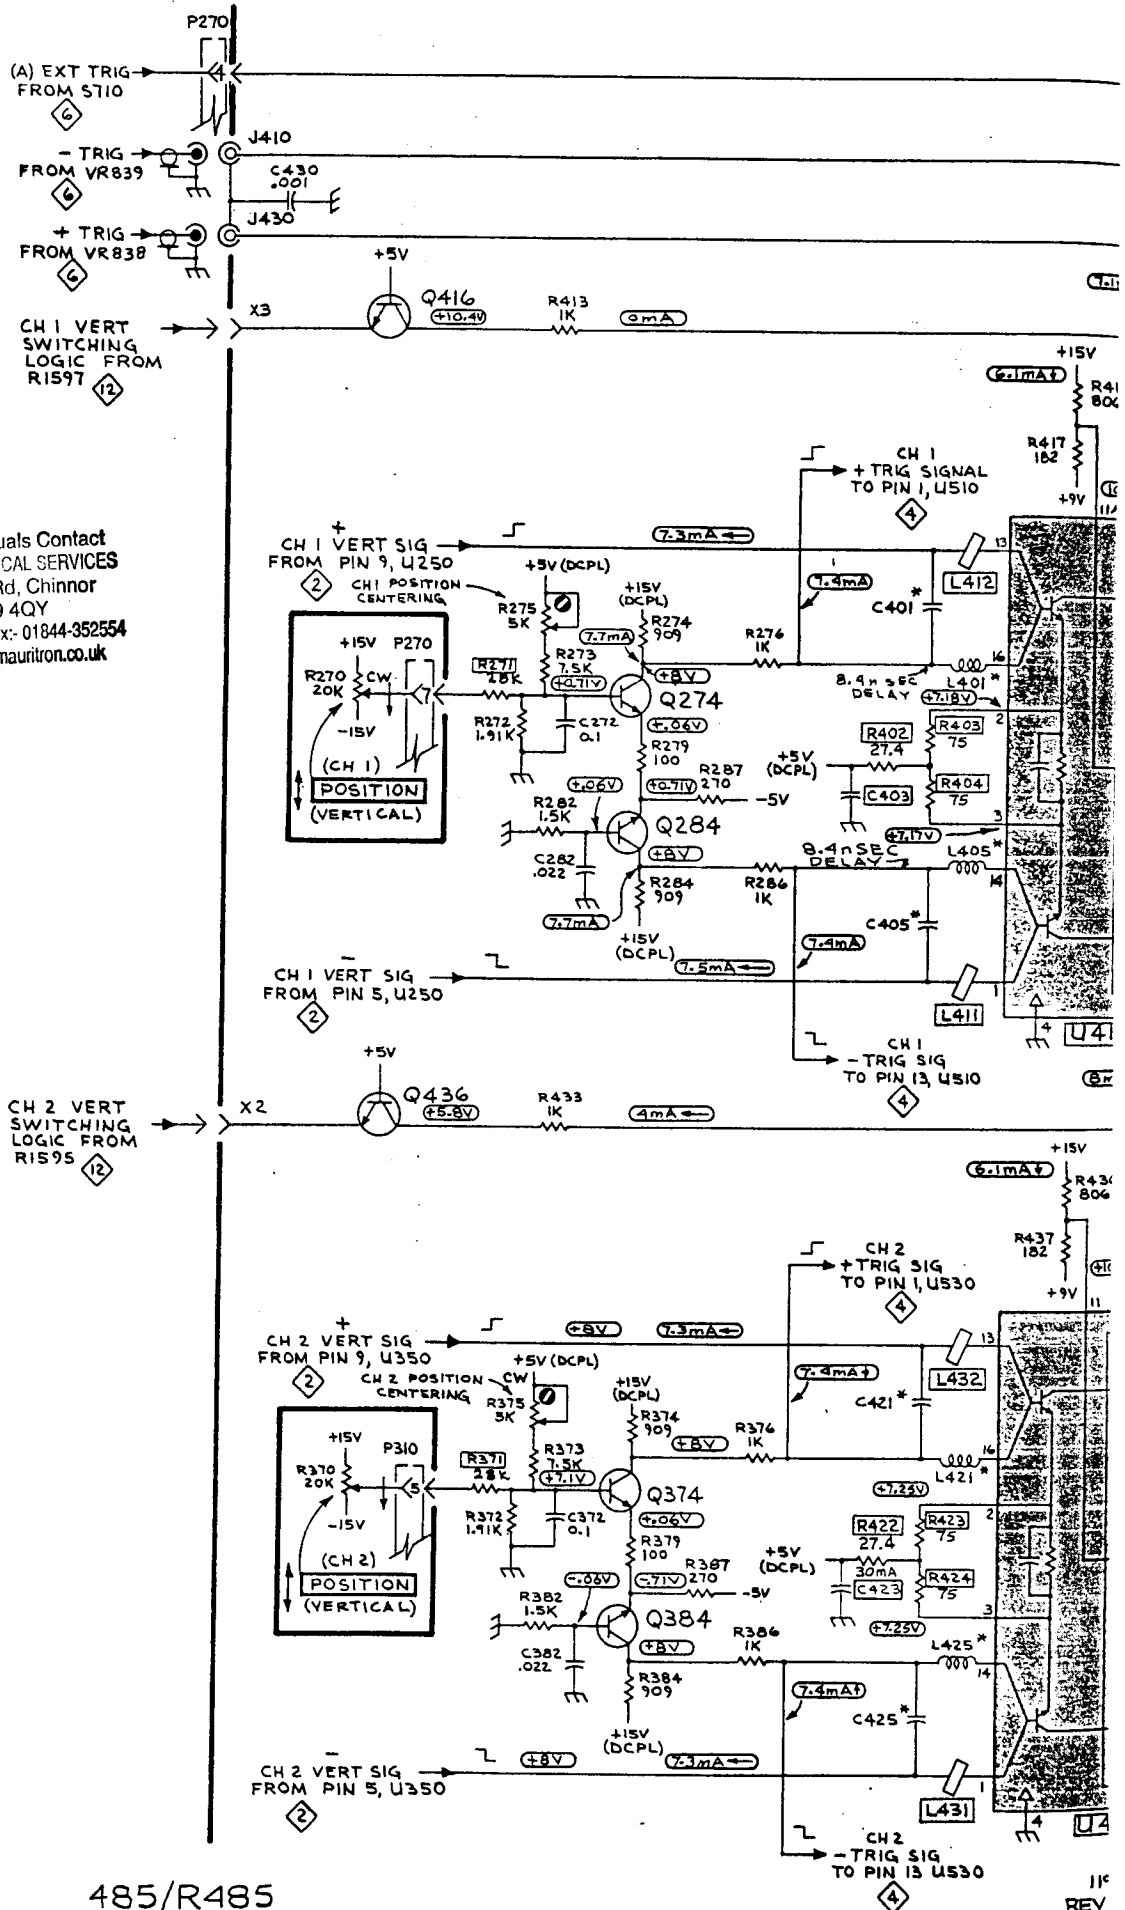 P270
(A) EXT TRIG
FROM S710
4
6
J410
- TRIG
FROM VR839
6
C430
.001
J430
+ TRIG
FROM VR838
6
+5V
Q416
+10.4V
R413
1K
0mA
X3
CH 1 VERT
SWITCHING
LOGIC FROM
R1597
12
+15V
6.1mA
R417
182
+9V
CH 1
+ TRIG SIGNAL
TO PIN 1, U510
4
uals Contact
CAL SERVICES
Rd, Chinnor
9 4QY
x:- 01844-352554
mauritron.co.uk
+
CH 1 VERT SIG
FROM PIN 9, U250
2
7.3mA
13
L412
CH1 POSITION
CENTERING
+5V (DCPL)
R275
5K
+15V
(DCPL)
R274
909
7.7mA
R276
1K
7.4mA
C401*
+15V
P270
R270
20K
CW
7
-15V
(CH 1)
POSITION
(VERTICAL)
R271
28K
R273
7.5K
+0.71V
+8V
Q274
8.4n SEC
DELAY
L401*
16
+7.18V
2
R272
1.91K
C272
0.1
+.06V
R279
100
R402
27.4
R403
75
+5V
(DCPL)
C403
R404
75
R287
270
+0.71V
-5V
+.06V
R282
1.5K
Q284
+8V
3
+7.17V
8.4nSEC
DELAY
L405*
14
C282
.022
R284
909
R286
1K
7.7mA
+15V
(DCPL)
C405*
7.4mA
-
CH 1 VERT SIG
FROM PIN 5, U250
2
7.5mA
1
L411
4
U41
CH 1
- TRIG SIG
TO PIN 13, U510
4
+5V
Q436
+5.8V
R433
1K
4mA
X2
CH 2 VERT
SWITCHING
LOGIC FROM
R1595
12
+15V
6.1mA
R436
806
R437
182
+9V
CH 2
+ TRIG SIG
TO PIN 1, U530
4
11
+
CH 2 VERT SIG
FROM PIN 9, U350
2
+8V
7.3mA
13
L432
CH 2 POSITION
CENTERING
+5V (DCPL)
CW
R375
5K
+15V
(DCPL)
R374
909
+8V
R376
1K
7.4mA
C421*
+15V
P310
R370
20K
5
-15V
(CH 2)
POSITION
(VERTICAL)
R371
28K
R373
7.5K
+7.1V
Q374
L421*
16
+7.25V
2
R372
1.91K
C372
0.1
+.06V
R379
100
R422
27.4
R423
75
+5V
(DCPL)
30mA
C423
R424
75
R387
270
-.71V
-5V
-.06V
R382
1.5K
Q384
+8V
3
+7.25V
L425*
14
C382
.022
R384
909
R386
1K
+15V
(DCPL)
7.4mA
C425*
-
CH 2 VERT SIG
FROM PIN 5, U350
2
+8V
7.3mA
1
L431
4
U4
CH 2
- TRIG SIG
TO PIN 13 U530
4
485/R485
REV